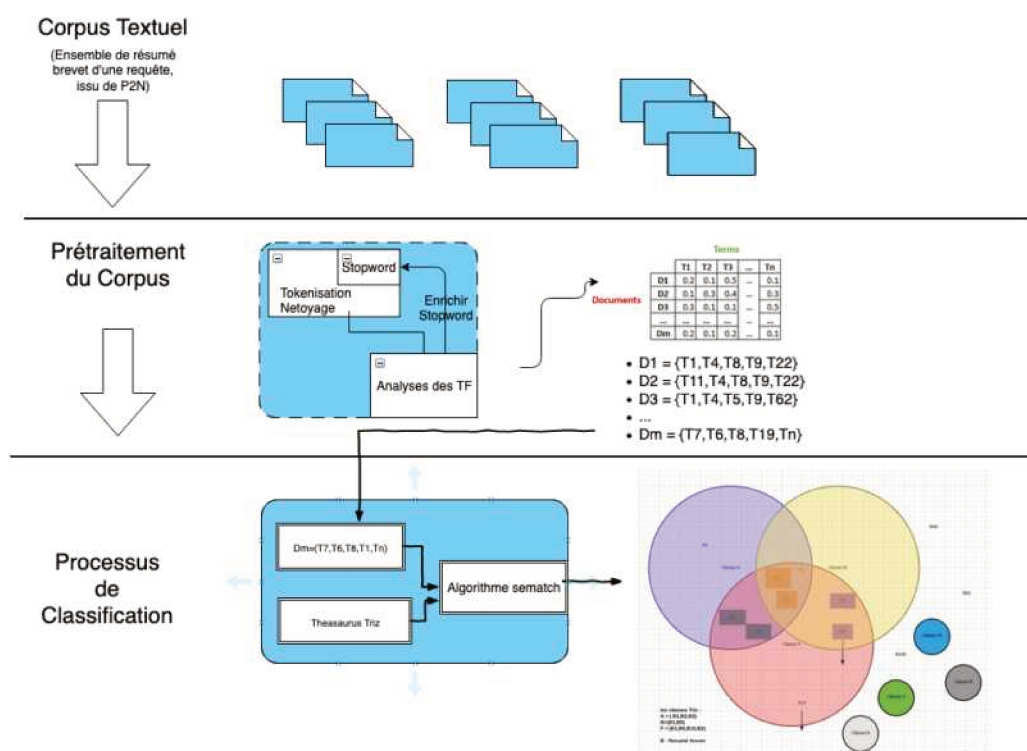 Corpus Textuel
(Ensemble de résumé
brevet d'une requête,
issu de P2N)
Prétraitement
du Corpus
Stopword
Tokenisation
Netoyage
Enrichir
Stopword
Analyses des TF
Terms
Documents
T1 T2 T3 ... Tn
D1 0.2 0.1 0.5 ... 0.1
D2 0.1 0.3 0.4 ... 0.3
D3 0.3 0.1 0.1 ... 0.5
... ... ... ... ... ...
Dm 0.2 0.1 0.2 ... 0.1
• D1 = {T1,T4,T8,T9,T22}
• D2 = {T11,T4,T8,T9,T22}
• D3 = {T1,T4,T5,T9,T62}
• ...
• Dm = {T7,T6,T8,T19,Tn}
Processus
de
Classification
Dm=(T7,T6,T8,T1,Tn)
Theasaurus Triz
Algorithme sematch